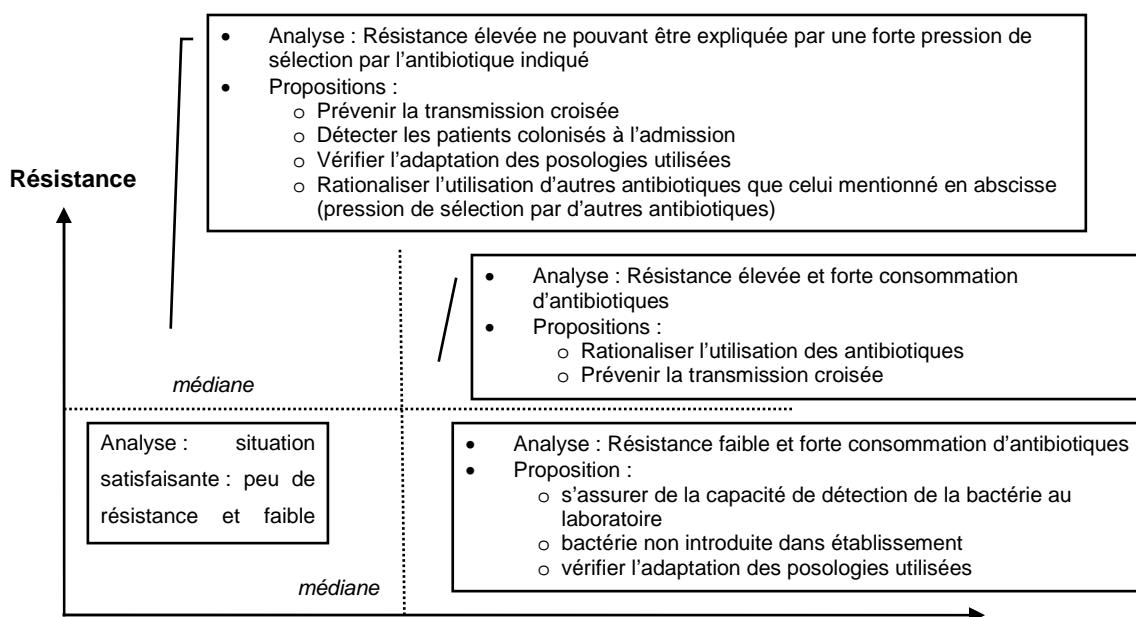 • Analyse : Résistance élevée ne pouvant être expliquée par une forte pression de
sélection par l'antibiotique indiqué
• Propositions :
o Prévenir la transmission croisée
o Détecter les patients colonisés à l'admission
o Vérifier l'adaptation des posologies utilisées
o Rationaliser l'utilisation d'autres antibiotiques que celui mentionné en abscisse
(pression de sélection par d'autres antibiotiques)
Résistance
• Analyse : Résistance élevée et forte consommation
d'antibiotiques
• Propositions :
o Rationaliser l'utilisation des antibiotiques
o Prévenir la transmission croisée
médiane
Analyse : situation
satisfaisante : peu de
résistance et faible
• Analyse : Résistance faible et forte consommation d'antibiotiques
• Proposition :
o s'assurer de la capacité de détection de la bactérie au
laboratoire
o bactérie non introduite dans établissement
o vérifier l'adaptation des posologies utilisées
médiane